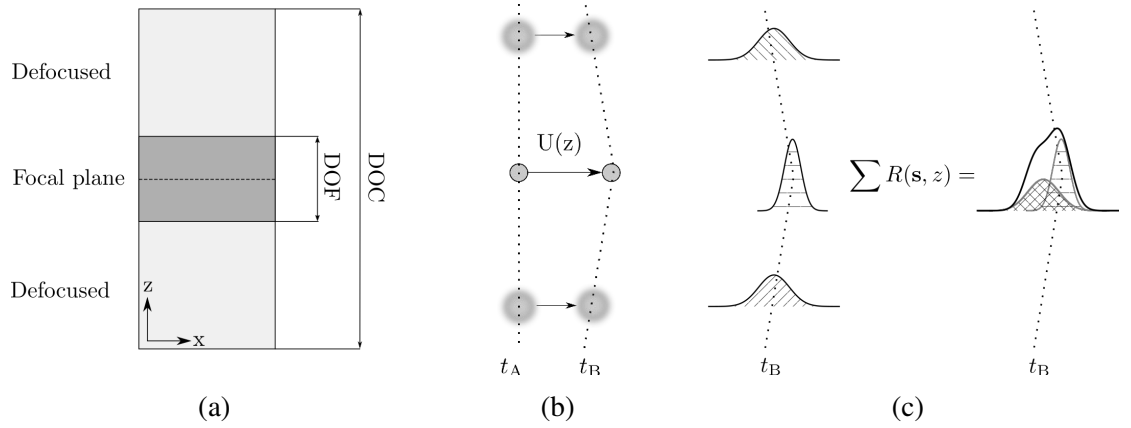 Defocused
Focal plane
Defocused
z
x
DOF
DOC
(a)
U(z)
t_A
t_B
(b)
∑ R(s, z) =
t_B
t_B
(c)